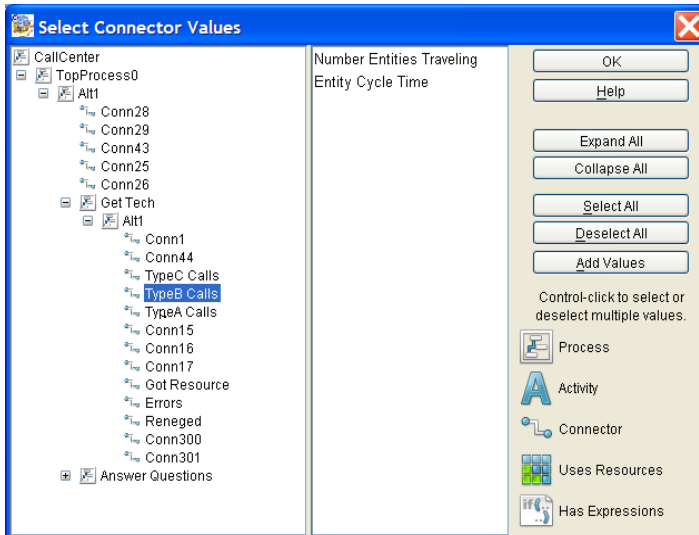 Select Connector Values
CallCenter
TopProcess0
Alt1
Conn28
Conn29
Conn43
Conn25
Conn26
Get Tech
Alt1
Conn1
Conn44
TypeC Calls
TypeB Calls
TypeA Calls
Conn15
Conn16
Conn17
Got Resource
Errors
Reneged
Conn300
Conn301
Answer Questions
Number Entities Traveling
Entity Cycle Time
OK
Help
Expand All
Collapse All
Select All
Deselect All
Add Values
Control-click to select or
deselect multiple values.
Process
Activity
Connector
Uses Resources
Has Expressions